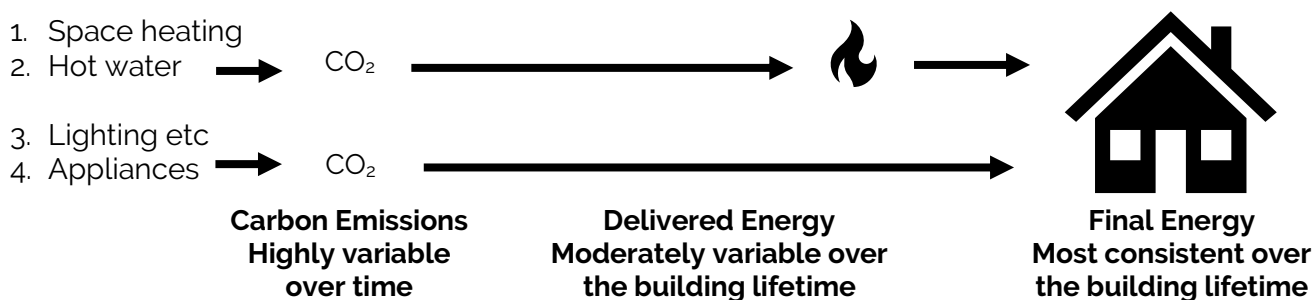 1. Space heating
2. Hot water
CO₂
3. Lighting etc
4. Appliances
CO₂
Carbon Emissions
Highly variable
over time
Delivered Energy
Moderately variable over
the building lifetime
Final Energy
Most consistent over
the building lifetime